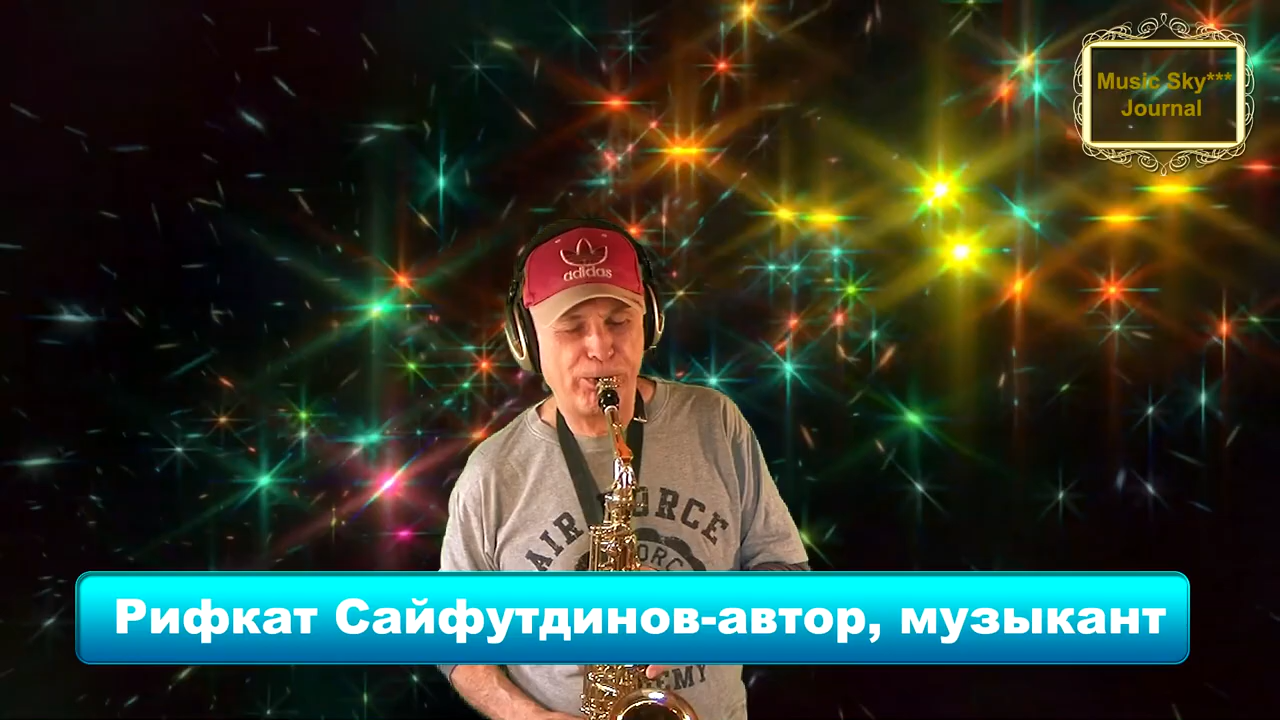 Music Sky***
Journal
adidas
AIR FORCE
Рифкат Сайфутдинов-автор, музыкант